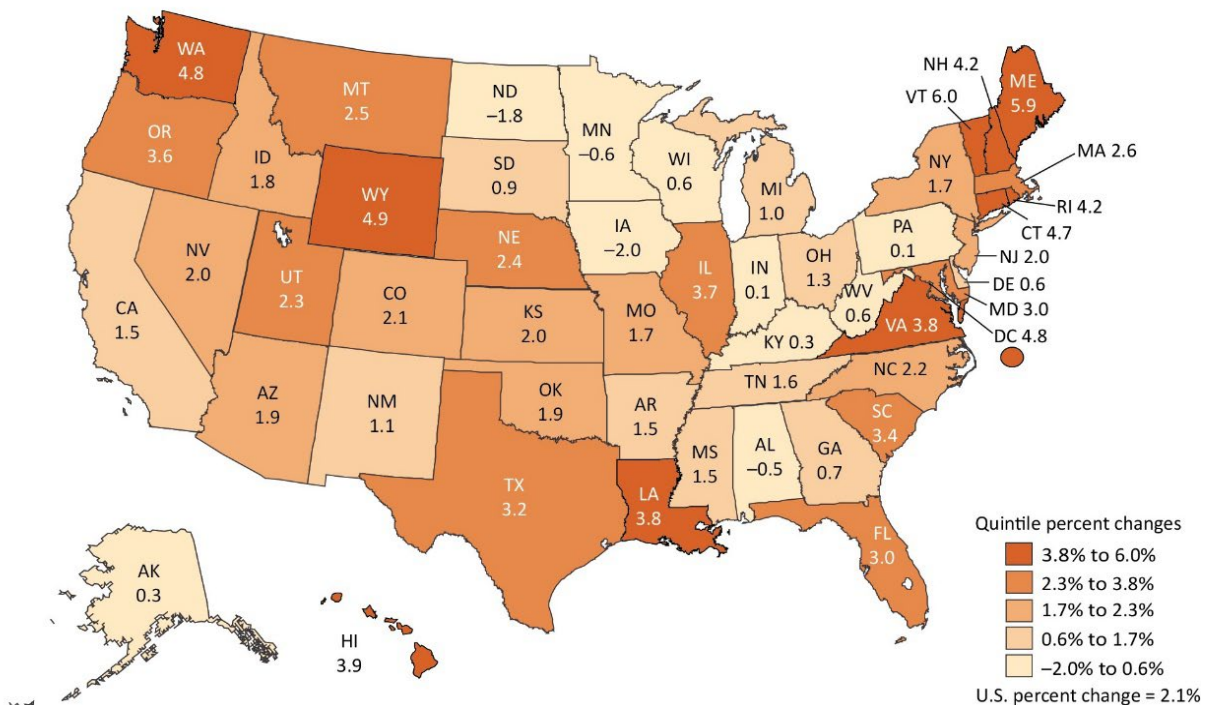 WA
4.8
MT
2.5
ND
–1.8
MN
–0.6
OR
3.6
ID
1.8
WY
4.9
SD
0.9
WI
0.6
MI
1.0
NY
1.7
NH 4.2
VT 6.0
ME
5.9
MA 2.6
RI 4.2
CT 4.7
NJ 2.0
DE 0.6
MD 3.0
DC 4.8
NV
2.0
UT
2.3
CO
2.1
NE
2.4
IA
–2.0
IL
3.7
IN
0.1
OH
1.3
PA
0.1
WV
0.6
VA 3.8
CA
1.5
KS
2.0
MO
1.7
KY 0.3
NC 2.2
TN 1.6
AZ
1.9
NM
1.1
OK
1.9
AR
1.5
SC
3.4
MS
1.5
AL
–0.5
GA
0.7
TX
3.2
LA
3.8
FL
3.0
AK
0.3
HI
3.9
Quintile percent changes
3.8% to 6.0%
2.3% to 3.8%
1.7% to 2.3%
0.6% to 1.7%
–2.0% to 0.6%
U.S. percent change = 2.1%